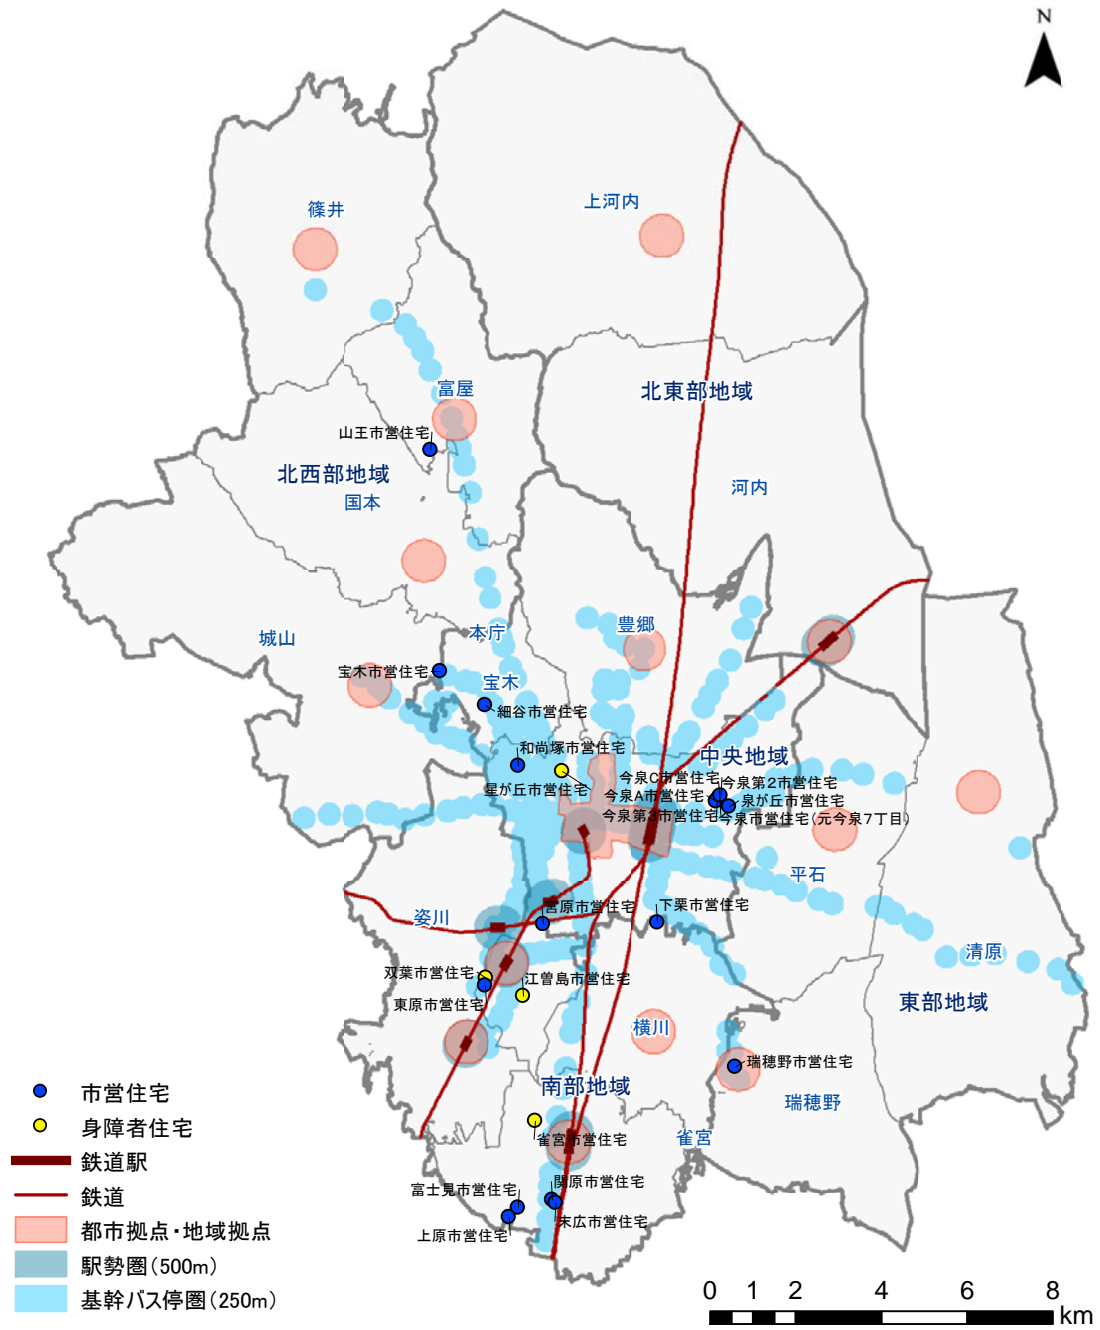 N
篠井
上河内
富屋
北東部地域
山王市営住宅
北西部地域
国本
河内
城山
本庁
豊郷
宝木市営住宅
宝木
細谷市営住宅
和尚塚市営住宅
中央地域
星が丘市営住宅
今泉C市営住宅
今泉第2市営住宅
今泉A市営住宅
泉が丘市営住宅
今泉第3市営住宅
今泉市営住宅(元今泉7丁目)
平石
姿川
宮原市営住宅
下栗市営住宅
清原
双葉市営住宅
江曽島市営住宅
東原市営住宅
東部地域
横川
瑞穂野市営住宅
南部地域
瑞穂野
雀宮市営住宅
雀宮
富士見市営住宅
関原市営住宅
上原市営住宅
末広市営住宅
市営住宅
身障者住宅
鉄道駅
鉄道
都市拠点・地域拠点
駅勢圏(500m)
基幹バス停圏(250m)
0 1 2 4 6 8
km